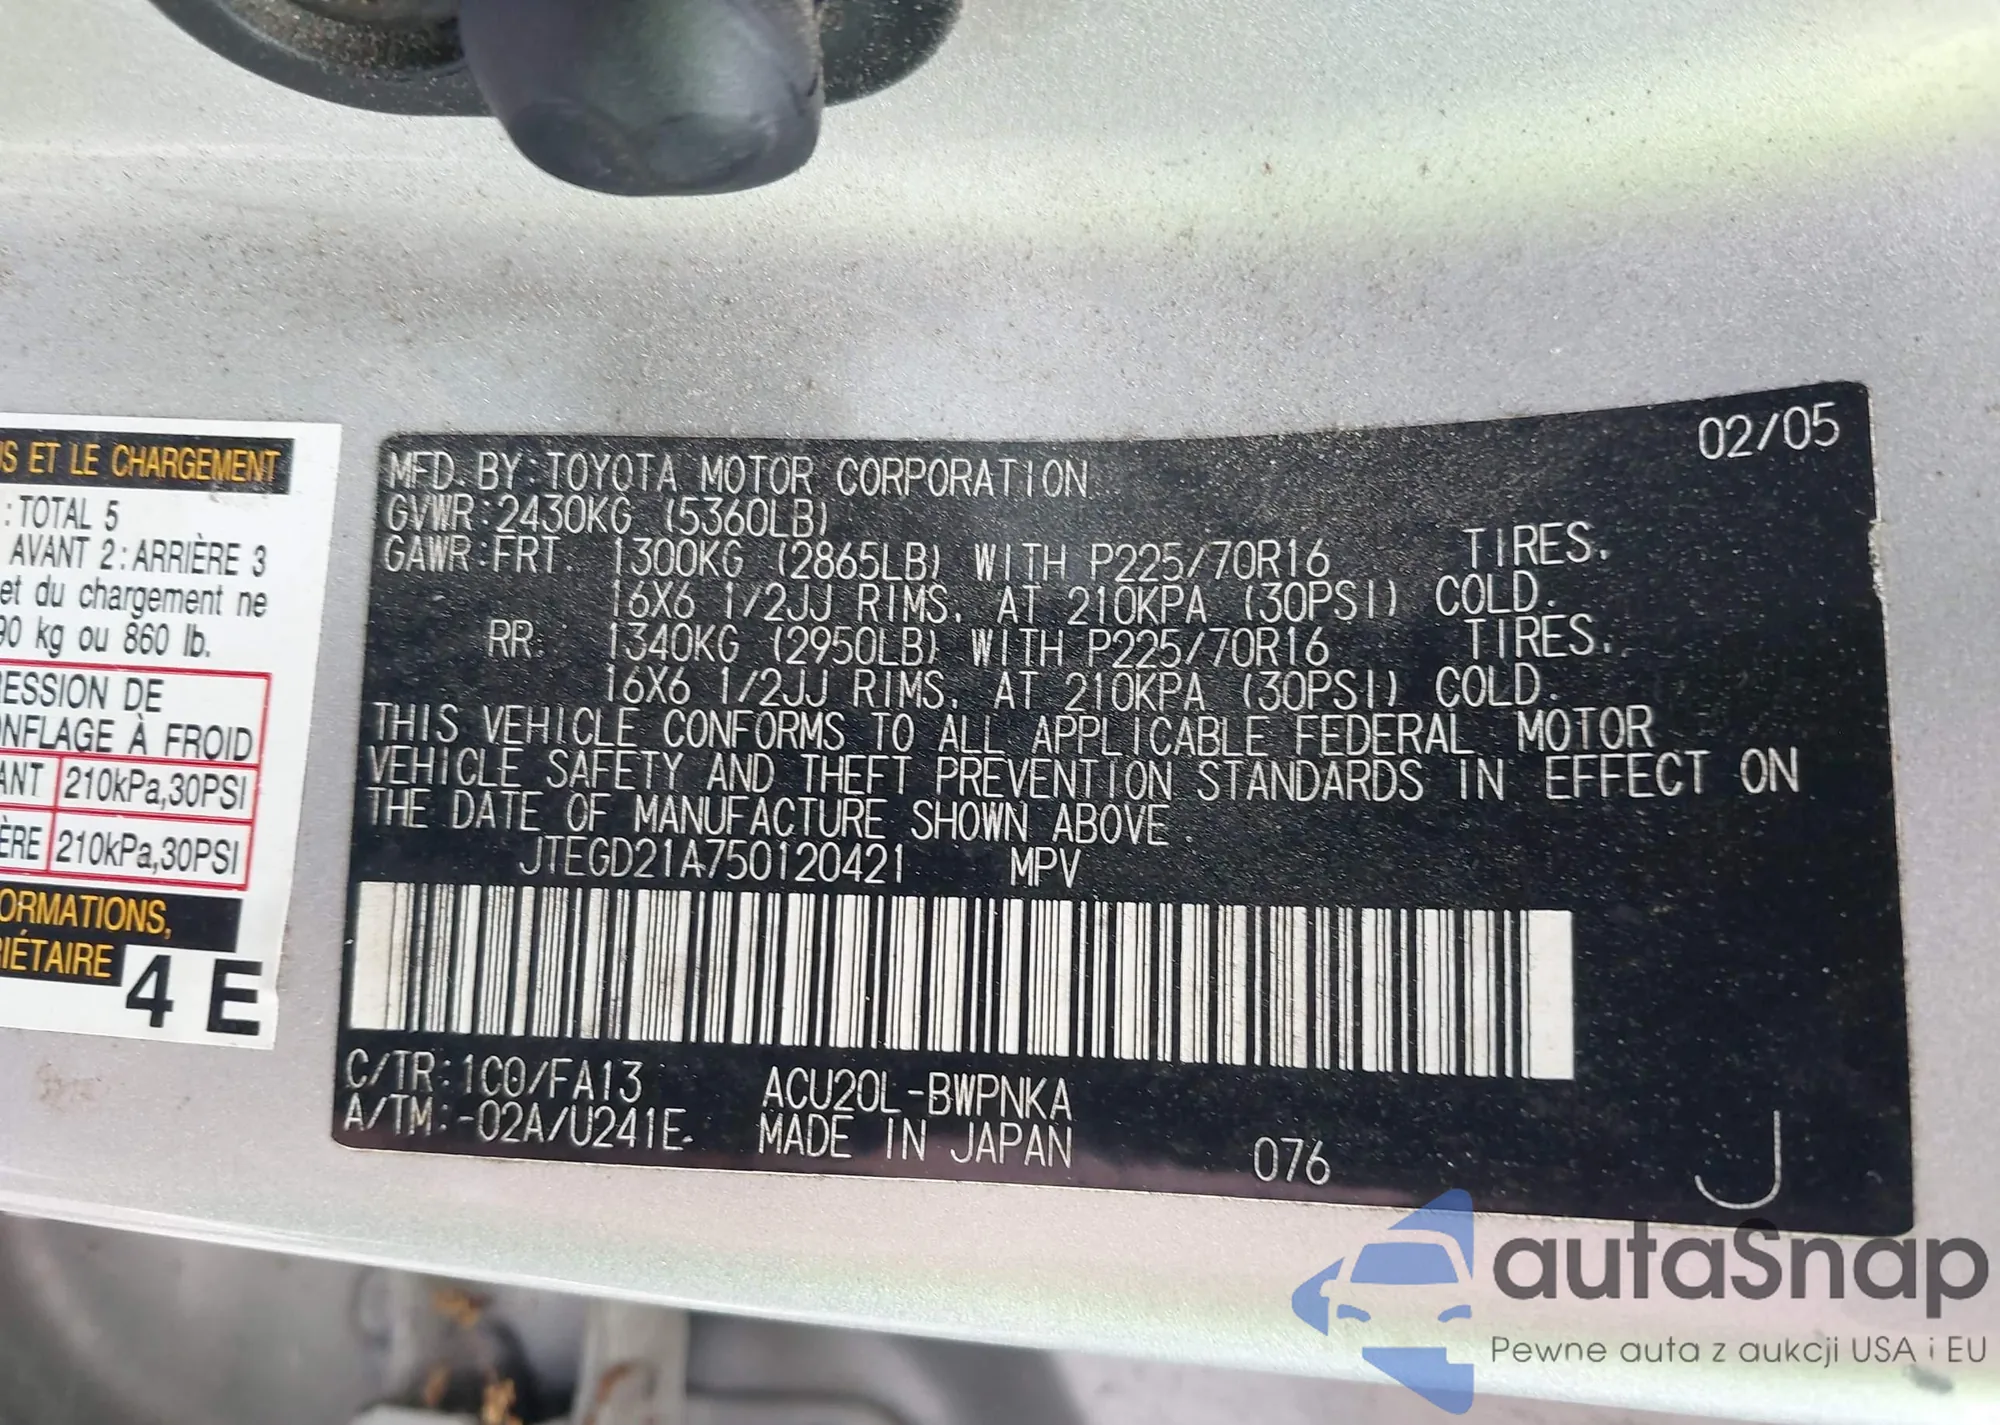 US ET LE CHARGEMENT
: TOTAL 5
AVANT 2 : ARRIÈRE 3
et du chargement ne
90 kg ou 860 lb.
RESSION DE
ONFLAGE À FROID
ANT 210kPa,30PSI
ÈRE 210kPa,30PSI
ORMATIONS,
RIÉTAIRE
4 E
02/05
MFD. BY:TOYOTA MOTOR CORPORATION
GVWR:2430KG (5360LB)
GAWR:FRT. 1300KG (2865LB) WITH P225/70R16 TIRES.
16X6 1/2JJ RIMS. AT 210KPA (30PSI) COLD.
RR. 1340KG (2950LB) WITH P225/70R16 TIRES.
16X6 1/2JJ RIMS. AT 210KPA (30PSI) COLD.
THIS VEHICLE CONFORMS TO ALL APPLICABLE FEDERAL MOTOR
VEHICLE SAFETY AND THEFT PREVENTION STANDARDS IN EFFECT ON
THE DATE OF MANUFACTURE SHOWN ABOVE.
JTEGD21A750120421 MPV
C/TR:1C0/FA13 ACU20L-BWPNKA
A/TM:-02A/U241E MADE IN JAPAN
076
J
autaSnap
Pewne auta z aukcji USA i EU